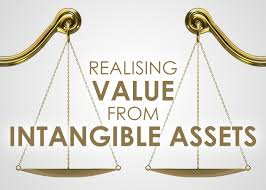 REALISING
VALUE
FROM
INTANGIBLE ASSETS